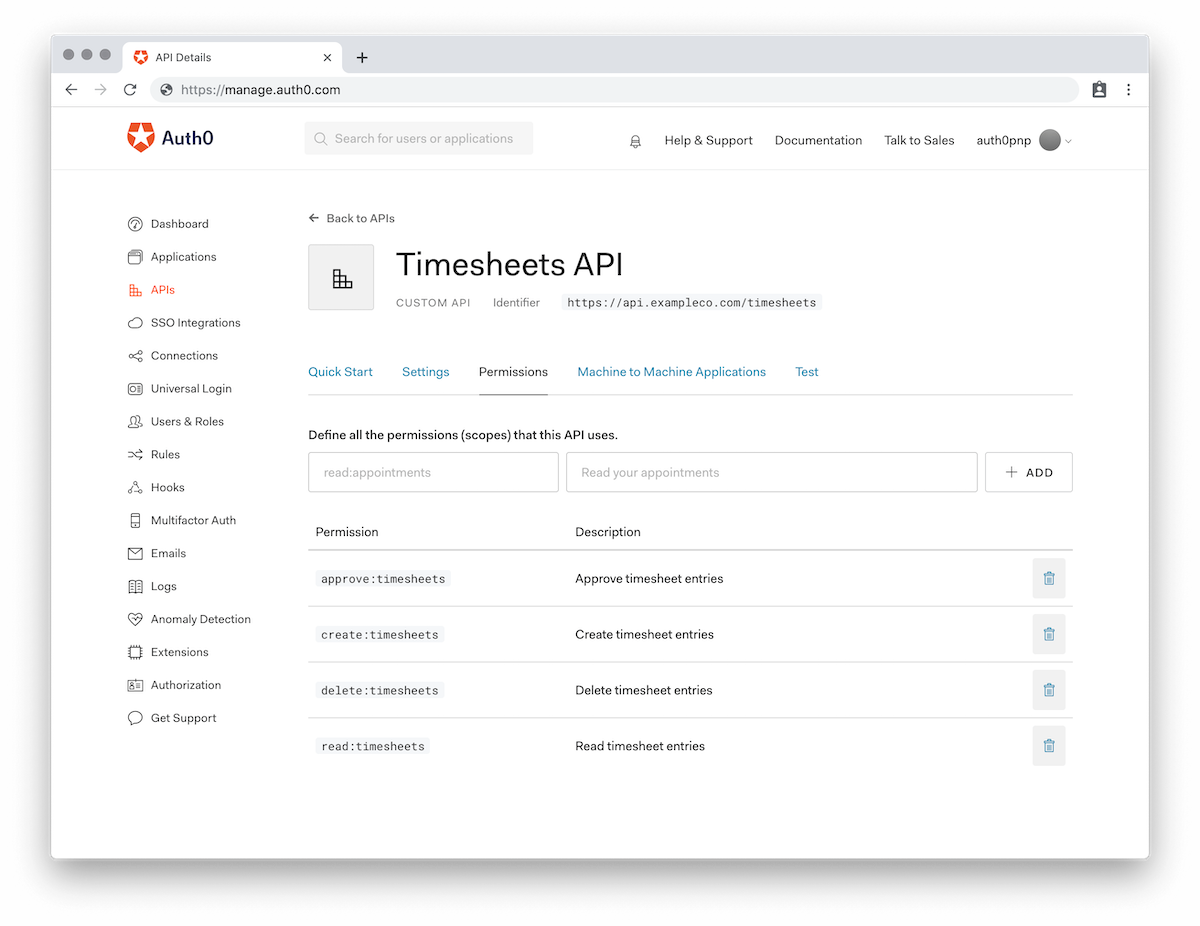 API Details
https://manage.auth0.com
Auth0
Search for users or applications
Help & Support
Documentation
Talk to Sales
auth0pnp
Dashboard
Applications
APIs
SSO Integrations
Connections
Universal Login
Users & Roles
Rules
Hooks
Multifactor Auth
Emails
Logs
Anomaly Detection
Extensions
Authorization
Get Support
Back to APIs
Timesheets API
CUSTOM API Identifier https://api.exampleco.com/timesheets
Quick Start Settings Permissions Machine to Machine Applications Test
Define all the permissions (scopes) that this API uses.
read:appointments Read your appointments ADD
Permission Description
approve:timesheets Approve timesheet entries
create:timesheets Create timesheet entries
delete:timesheets Delete timesheet entries
read:timesheets Read timesheet entries